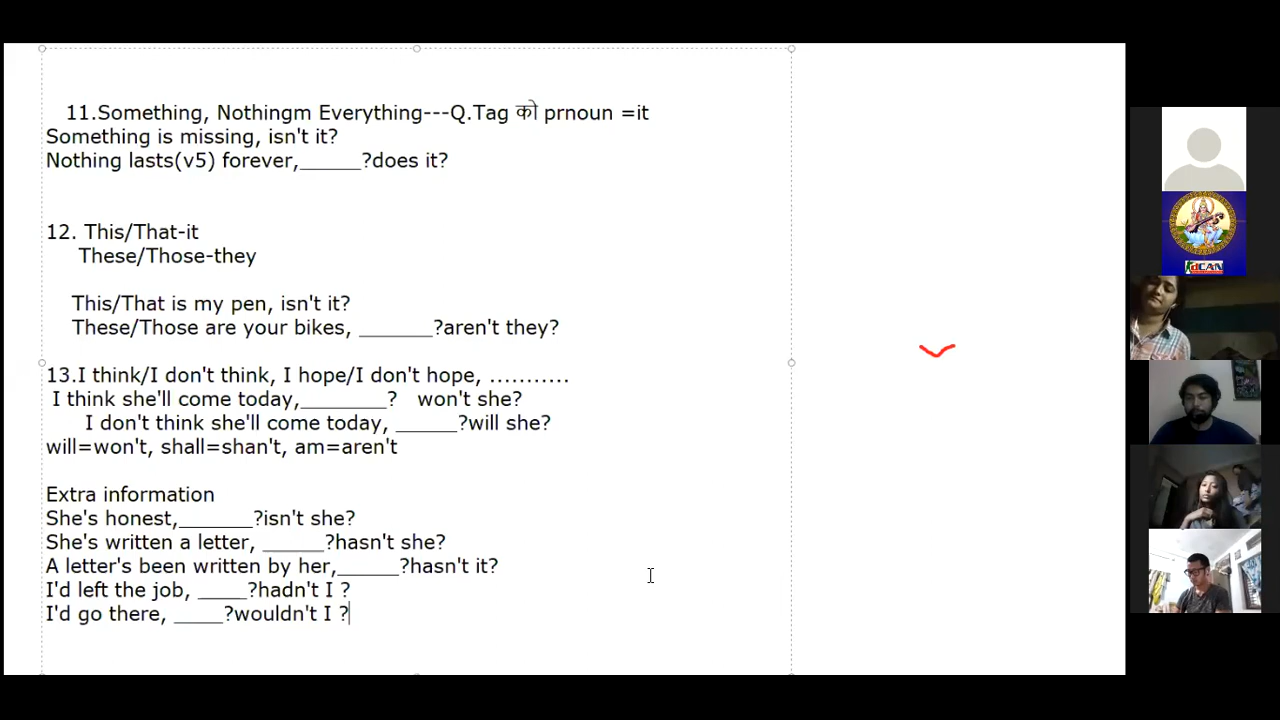 11.Something, Nothingm Everything---Q.Tag को prnoun =it
Something is missing, isn't it?
Nothing lasts(v5) forever,______?does it?
12. This/That-it
These/Those-they
This/That is my pen, isn't it?
These/Those are your bikes, _______?aren't they?
13.I think/I don't think, I hope/I don't hope, ...........
I think she'll come today,________? won't she?
I don't think she'll come today, _____?will she?
will=won't, shall=shan't, am=aren't
Extra information
She's honest,_______?isn't she?
She's written a letter, ______?hasn't she?
A letter's been written by her,______?hasn't it?
I'd left the job, _____?hadn't I ?
I'd go there, _____?wouldn't I ?